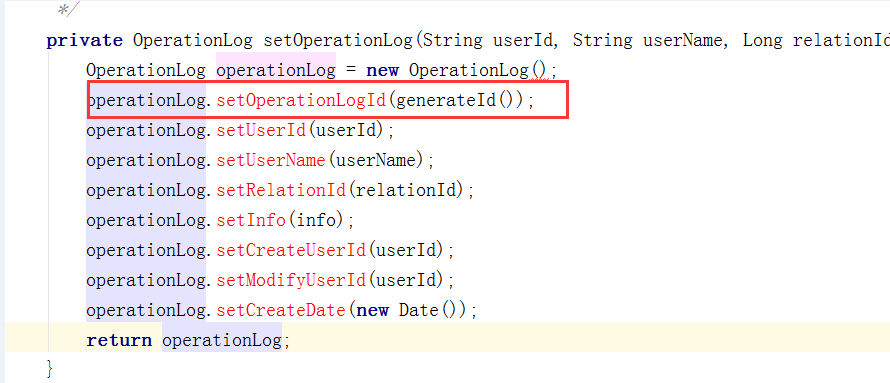 */
private OperationLog setOperationLog(String userId, String userName, Long relationId
OperationLog operationLog = new OperationLog();
operationLog.setOperationLogId(generateId());
operationLog.setUserId(userId);
operationLog.setUserName(userName);
operationLog.setRelationId(relationId);
operationLog.setInfo(info);
operationLog.setCreateUserId(userId);
operationLog.setModifyUserId(userId);
operationLog.setCreateDate(new Date());
return operationLog;
}